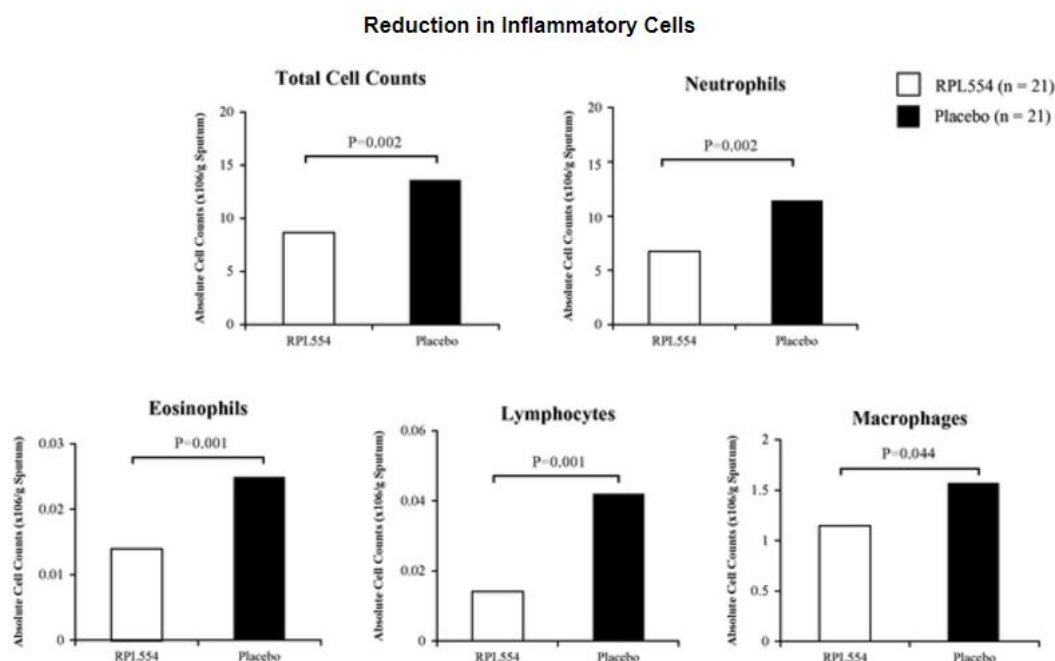 Reduction in Inflammatory Cells
Total Cell Counts
Absolute Cell Counts (x106/g Sputum)
20
15
10
5
0
P=0.002
RPL554
Placebo
Neutrophils
Absolute Cell Counts (x106/g Sputum)
20
15
10
5
0
P=0.002
RPL554
Placebo
RPL554 (n = 21)
Placebo (n = 21)
Eosinophils
Absolute Cell Counts (x106/g Sputum)
0.03
0.02
0.01
0
P=0.001
RPL554
Placebo
Lymphocytes
Absolute Cell Counts (x106/g Sputum)
0.06
0.04
0.02
0
P=0.001
RPL554
Placebo
Macrophages
Absolute Cell Counts (x106/g Sputum)
2
1.5
1
0.5
0
P=0.044
RPL554
Placebo